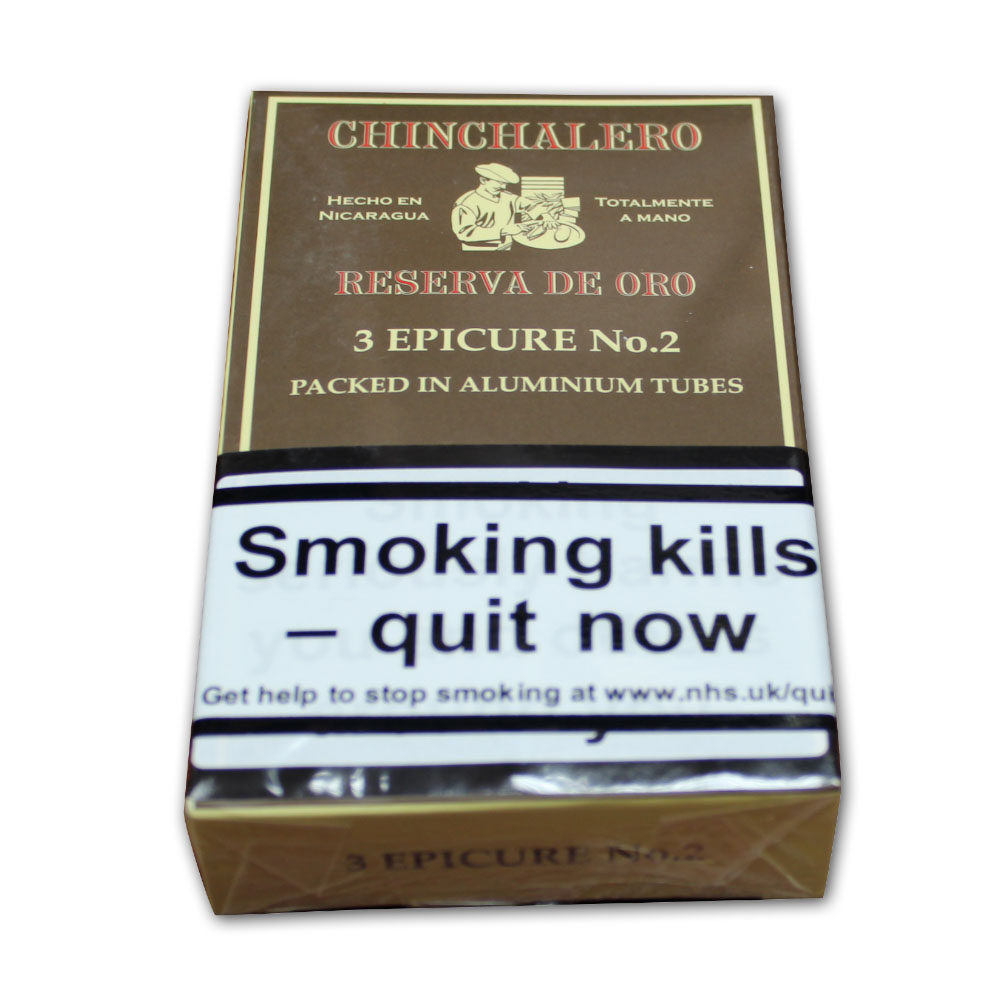 CHINCHALERO
HECHO EN
NICARAGUA
TOTALMENTE
A MANO
RESERVA DE ORO
3 EPICURE No.2
PACKED IN ALUMINIUM TUBES
Smoking kills
– quit now
Get help to stop smoking at www.nhs.uk/qui
3 EPICURE No.2